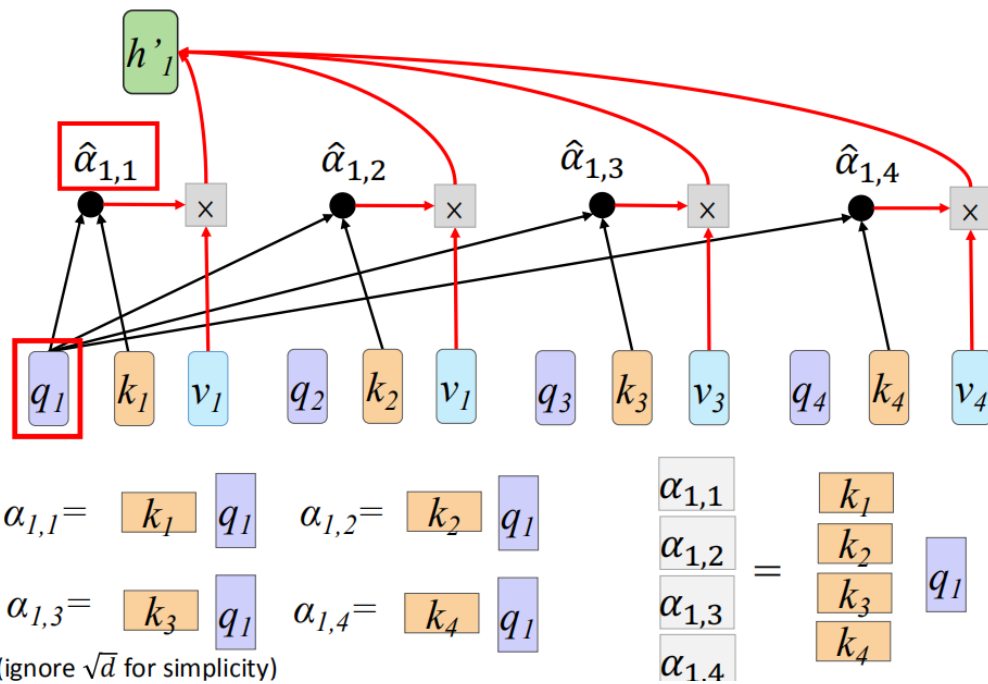 h'₁
α̂₁,₁ α̂₁,₂ α̂₁,₃ α̂₁,₄
× × × ×
q₁ k₁ v₁ q₂ k₂ v₁ q₃ k₃ v₃ q₄ k₄ v₄
α₁,₁= k₁ q₁ α₁,₂= k₂ q₁
α₁,₃= k₃ q₁ α₁,₄= k₄ q₁
(ignore √d for simplicity)
α₁,₁ k₁
α₁,₂ k₂
= q₁
α₁,₃ k₃
α₁,₄ k₄